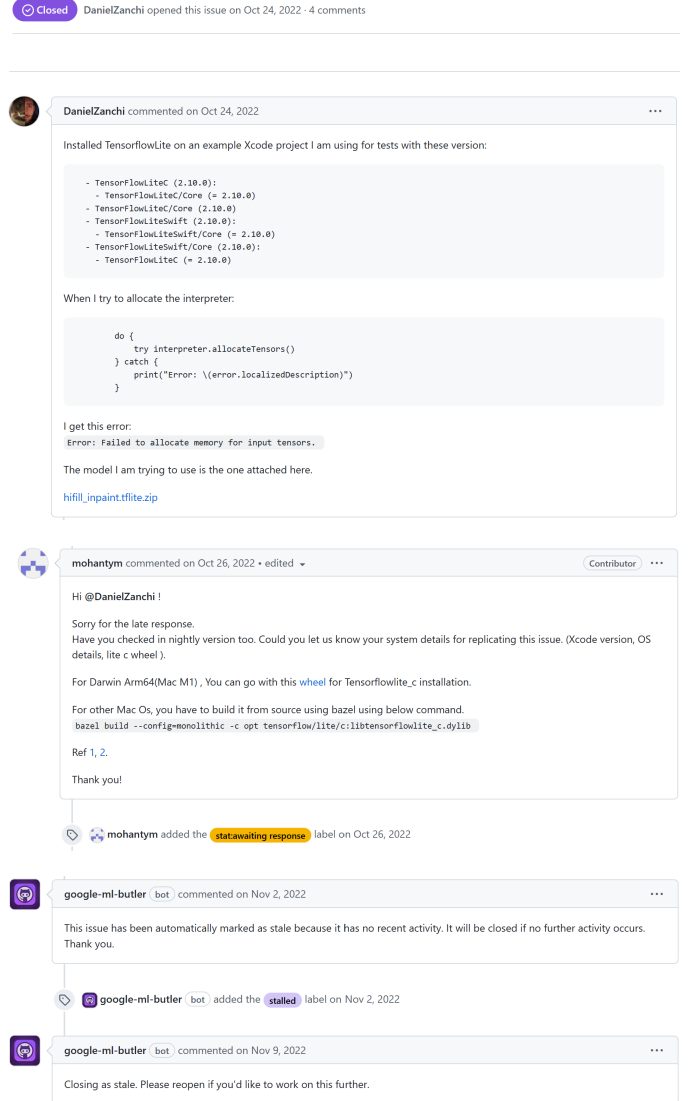 Closed DanielZanchi opened this issue on Oct 24, 2022 · 4 comments
DanielZanchi commented on Oct 24, 2022
Installed TensorflowLite on an example Xcode project I am using for tests with these version:
- TensorFlowLiteC (2.10.0):
  - TensorFlowLiteC/Core (= 2.10.0)
- TensorFlowLiteC/Core (2.10.0)
- TensorFlowLiteSwift (2.10.0):
  - TensorFlowLiteSwift/Core (= 2.10.0)
- TensorFlowLiteSwift/Core (2.10.0):
  - TensorFlowLiteC (= 2.10.0)
When I try to allocate the interpreter:
do {
    try interpreter.allocateTensors()
} catch {
    print("Error: \(error.localizedDescription)")
}
I get this error:
Error: Failed to allocate memory for input tensors.
The model I am trying to use is the one attached here.
hifill_inpaint.tflite.zip
mohantym commented on Oct 26, 2022 • edited Contributor
Hi @DanielZanchi !
Sorry for the late response.
Have you checked in nightly version too. Could you let us know your system details for replicating this issue. (Xcode version, OS
details, lite c wheel ).
For Darwin Arm64(Mac M1) , You can go with this wheel for Tensorflowlite_c installation.
For other Mac Os, you have to build it from source using bazel using below command.
bazel build --config=monolithic -c opt tensorflow/lite/c:libtensorflowlite_c.dylib
Ref 1, 2.
Thank you!
mohantym added the stat:awaiting response label on Oct 26, 2022
google-ml-butler bot commented on Nov 2, 2022
This issue has been automatically marked as stale because it has no recent activity. It will be closed if no further activity occurs.
Thank you.
google-ml-butler bot added the stalled label on Nov 2, 2022
google-ml-butler bot commented on Nov 9, 2022
Closing as stale. Please reopen if you'd like to work on this further.